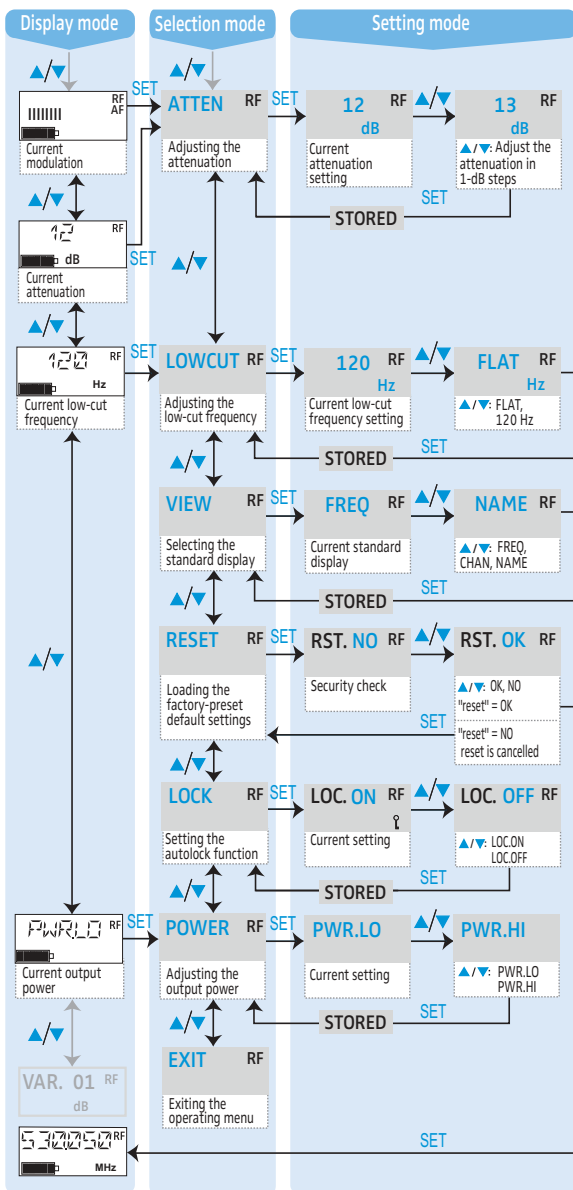 Display mode
Selection mode
Setting mode
▲/▼
▲/▼
SET
SET
▲/▼
RF
AF
Current
modulation
ATTEN RF
Adjusting the
attenuation
12 RF
dB
Current
attenuation
setting
13 RF
dB
▲/▼: Adjust the
attenuation in
1-dB steps
SET
STORED
▲/▼
12 RF
dB
Current
attenuation
SET
▲/▼
▲/▼
120 RF
Hz
Current low-cut
frequency
SET
LOWCUT RF
Adjusting the
low-cut frequency
SET
120 RF
Hz
Current low-cut
frequency setting
▲/▼
FLAT
Hz
▲/▼: FLAT,
120 Hz
SET
STORED
▲/▼
VIEW RF
Selecting the
standard display
SET
FREQ RF
Current standard
display
▲/▼
NAME RF
▲/▼: FREQ,
CHAN, NAME
SET
STORED
▲/▼
▲/▼
RESET RF
Loading the
factory-preset
default settings
SET
RST. NO RF
Security check
▲/▼
RST. OK RF
▲/▼: OK, NO
"reset" = OK
"reset" = NO
reset is cancelled
SET
▲/▼
LOCK RF
Setting the
autolock function
SET
LOC. ON RF
Current setting
▲/▼
LOC. OFF RF
▲/▼: LOC.ON
LOC.OFF
SET
STORED
▲/▼
PWR.LO RF
Current output
power
SET
POWER RF
Adjusting the
output power
SET
PWR.LO
Current setting
▲/▼
PWR.HI
▲/▼: PWR.LO
PWR.HI
SET
STORED
▲/▼
▲/▼
EXIT RF
Exiting the
operating menu
VAR. 01 RF
dB
530.050 RF
MHz
SET